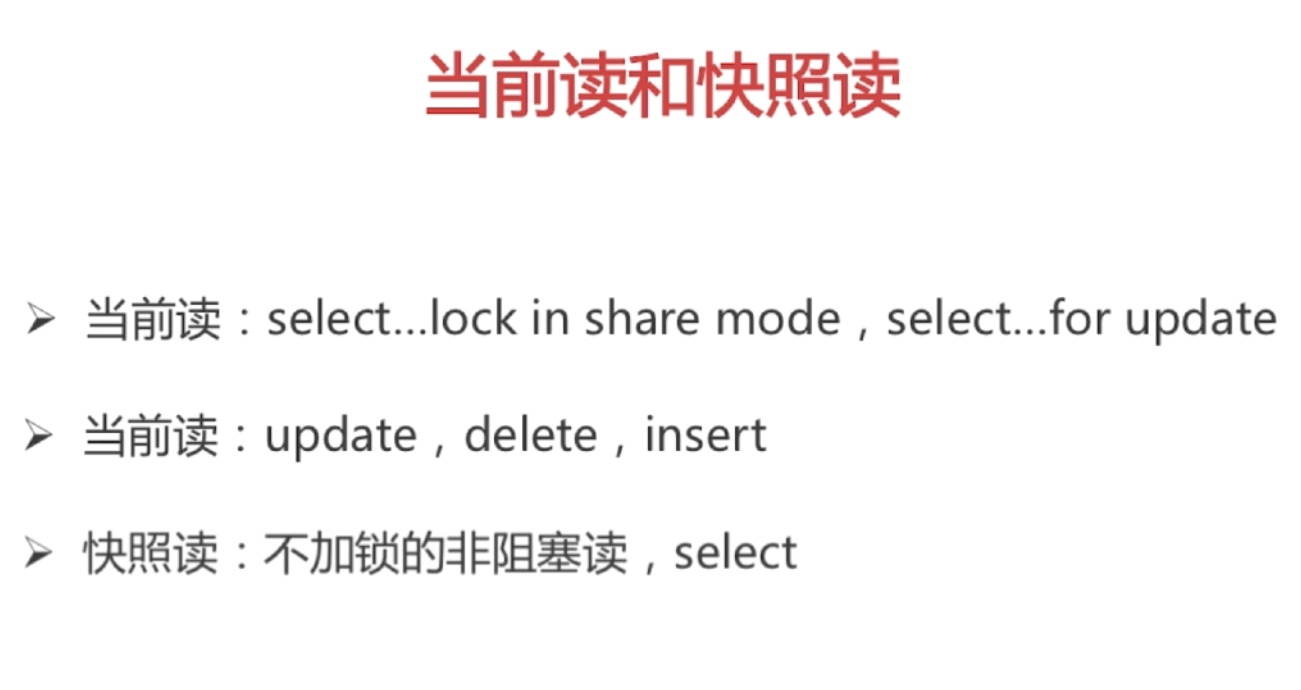 当前读和快照读
➢ 当前读：select...lock in share mode，select...for update
➢ 当前读：update，delete，insert
➢ 快照读：不加锁的非阻塞读，select